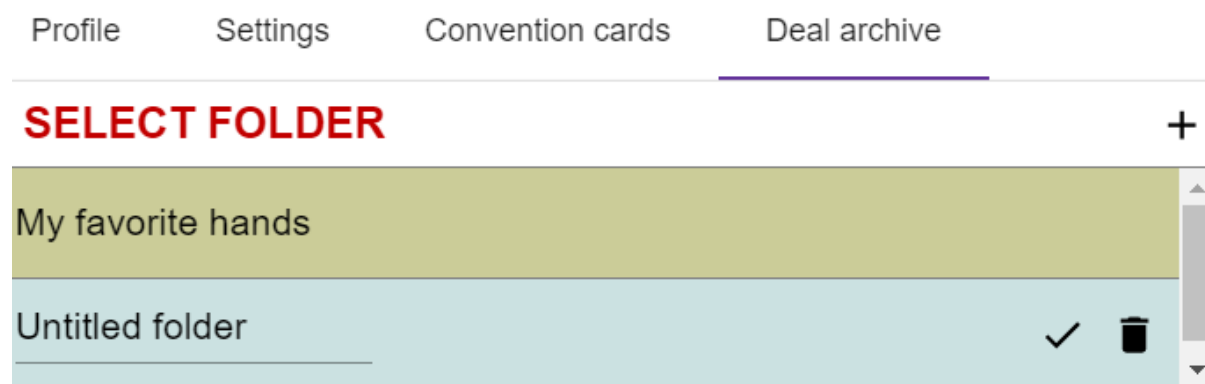 Profile Settings Convention cards Deal archive
SELECT FOLDER +
My favorite hands
Untitled folder